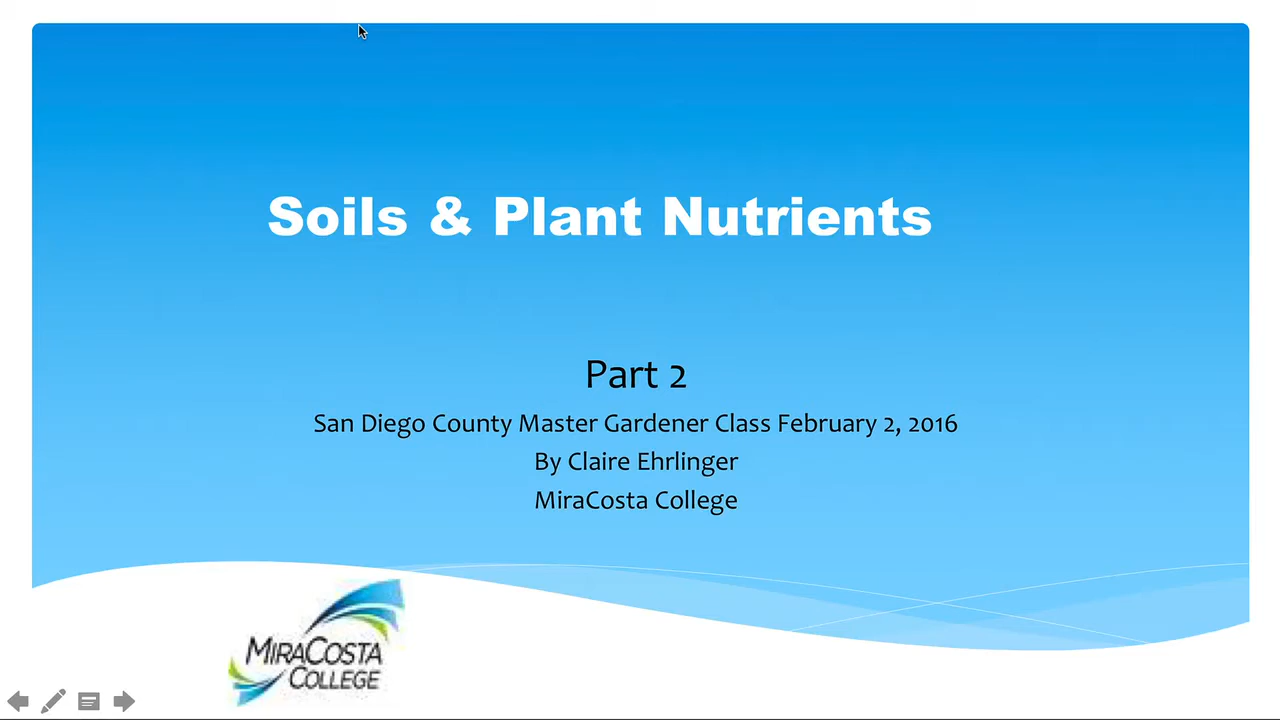 Soils & Plant Nutrients
Part 2
San Diego County Master Gardener Class February 2, 2016
By Claire Ehrlinger
MiraCosta College
MIRACOSTA
COLLEGE